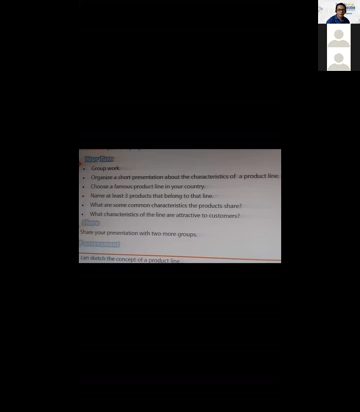 Your Turn
Group work.
Organize a short presentation about the characteristics of a product line.
Choose a famous product line in your country.
Name at least 3 products that belong to that line.
What are some common characteristics the products share?
What characteristics of the line are attractive to customers?
Share your presentation with two more groups.
can sketch the concept of a product line